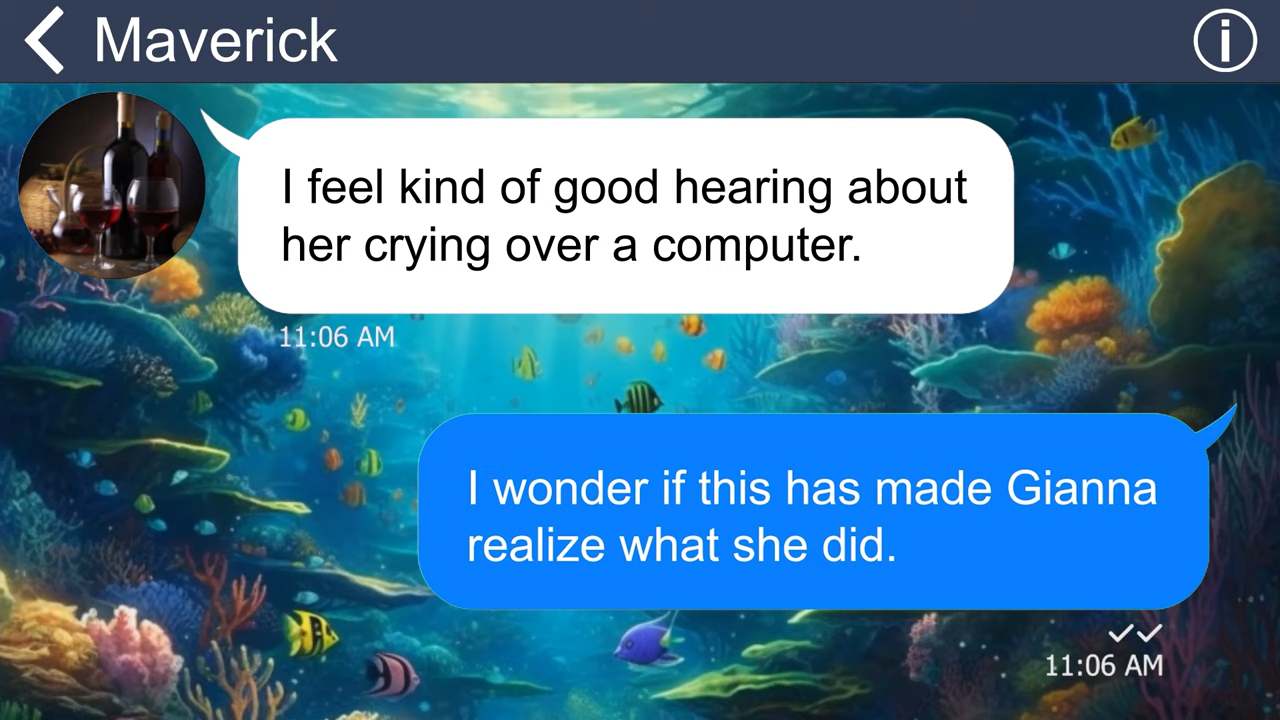 Maverick
I feel kind of good hearing about
her crying over a computer.
11:06 AM
I wonder if this has made Gianna
realize what she did.
11:06 AM